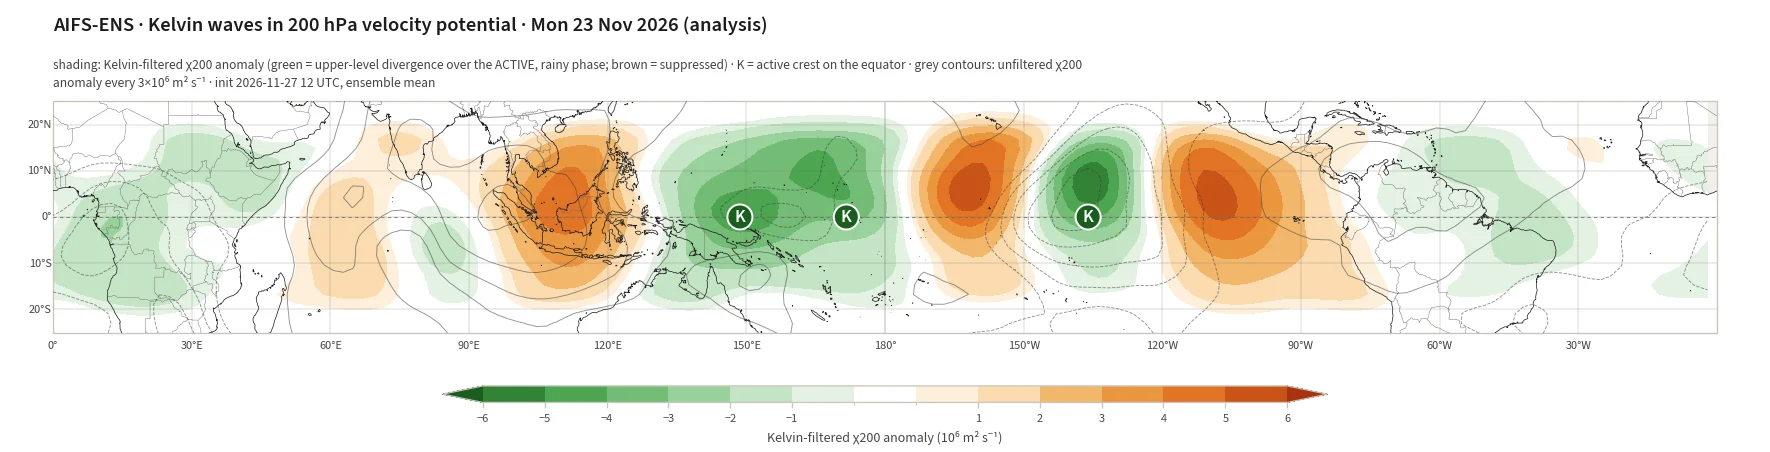 AIFS-ENS · Kelvin waves in 200 hPa velocity potential · Mon 23 Nov 2026 (analysis)
shading: Kelvin-filtered χ200 anomaly (green = upper-level divergence over the ACTIVE, rainy phase; brown = suppressed) · K = active crest on the equator · grey contours: unfiltered χ200
anomaly every 3×10⁶ m² s⁻¹ · init 2026-11-27 12 UTC, ensemble mean
20°N
10°N
0°
10°S
20°S
K K K
0° 30°E 60°E 90°E 120°E 150°E 180° 150°W 120°W 90°W 60°W 30°W
−6 −5 −4 −3 −2 −1 1 2 3 4 5 6
Kelvin-filtered χ200 anomaly (10⁶ m² s⁻¹)